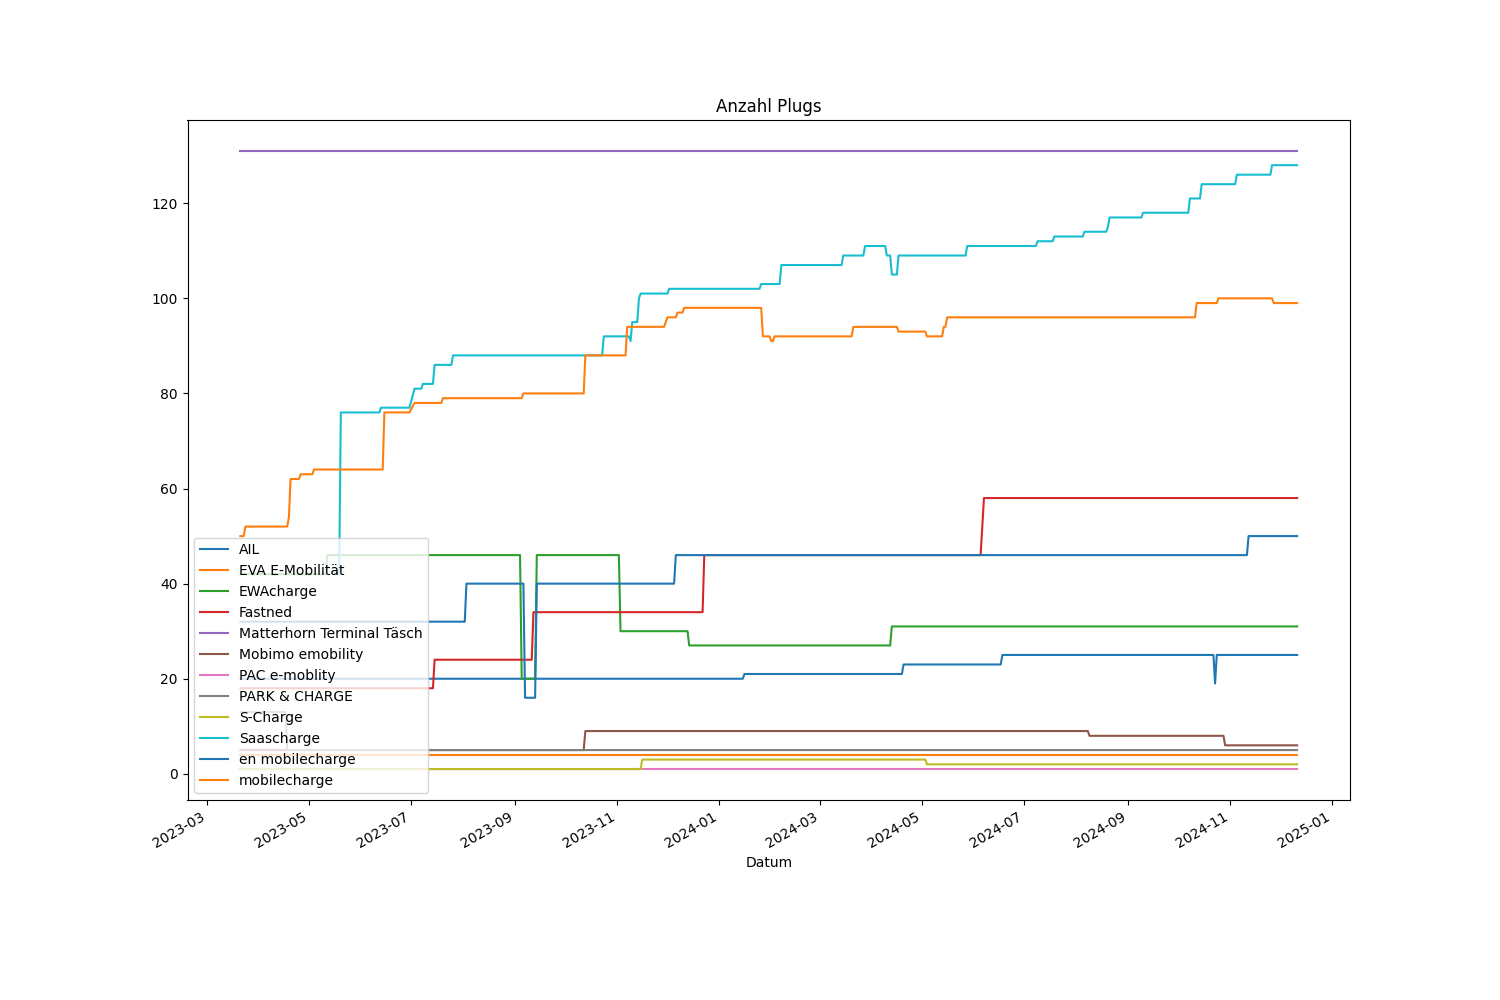 Anzahl Plugs
120
100
80
60
40
20
0
AIL
EVA E-Mobilität
EWAcharge
Fastned
Matterhorn Terminal Täsch
Mobimo emobility
PAC e-moblity
PARK & CHARGE
S-Charge
Saascharge
en mobilecharge
mobilecharge
2023-03
2023-05
2023-07
2023-09
2023-11
2024-01
2024-03
2024-05
2024-07
2024-09
2024-11
2025-01
Datum